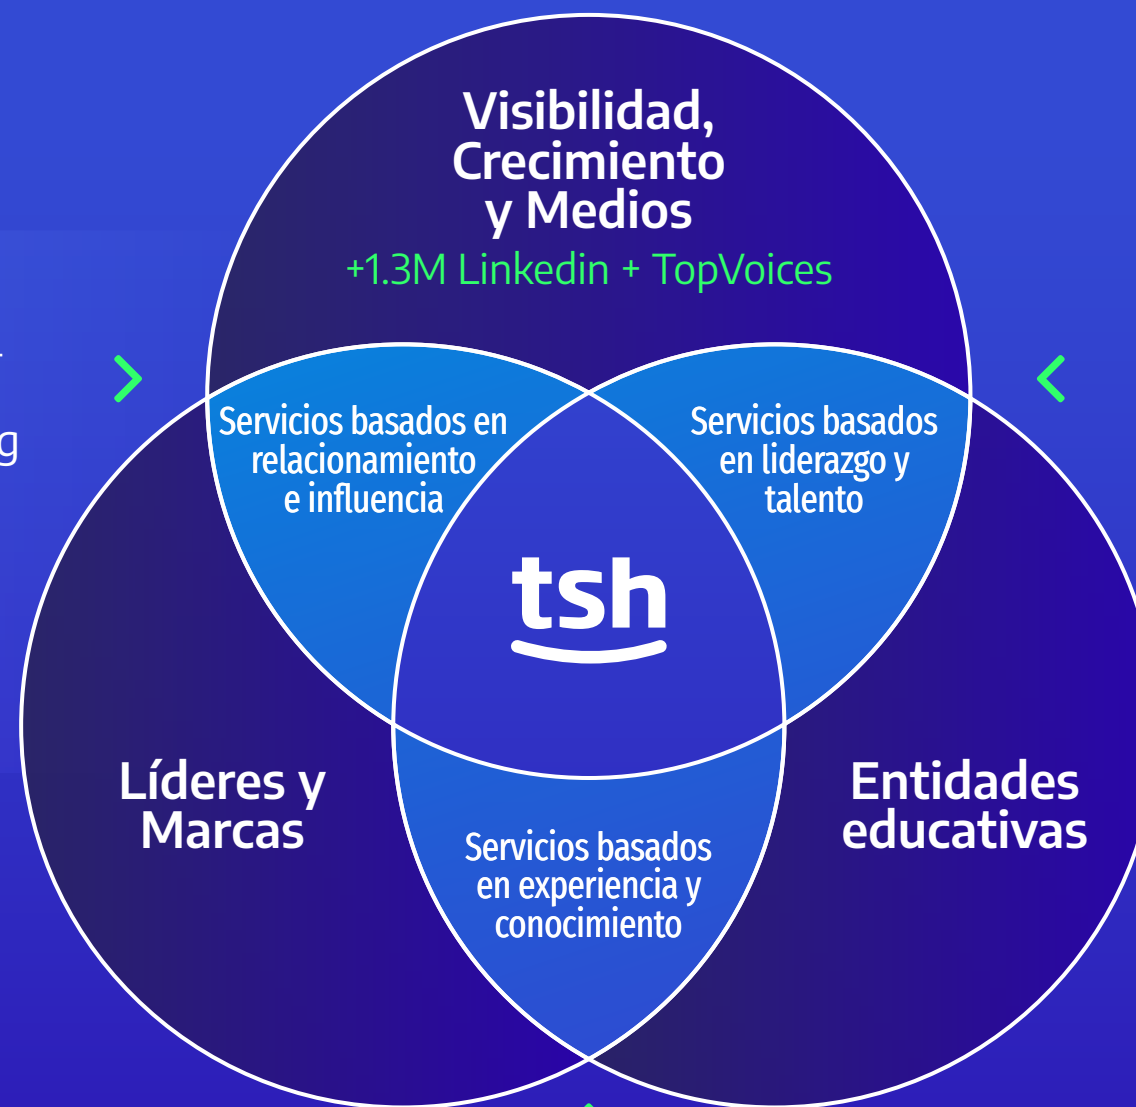 Visibilidad,
Crecimiento
y Medios
+1.3M Linkedin + TopVoices
Servicios basados en
relacionamiento
e influencia
Servicios basados
en liderazgo y
talento
tsh
Líderes y
Marcas
Entidades
educativas
Servicios basados
en experiencia y
conocimiento